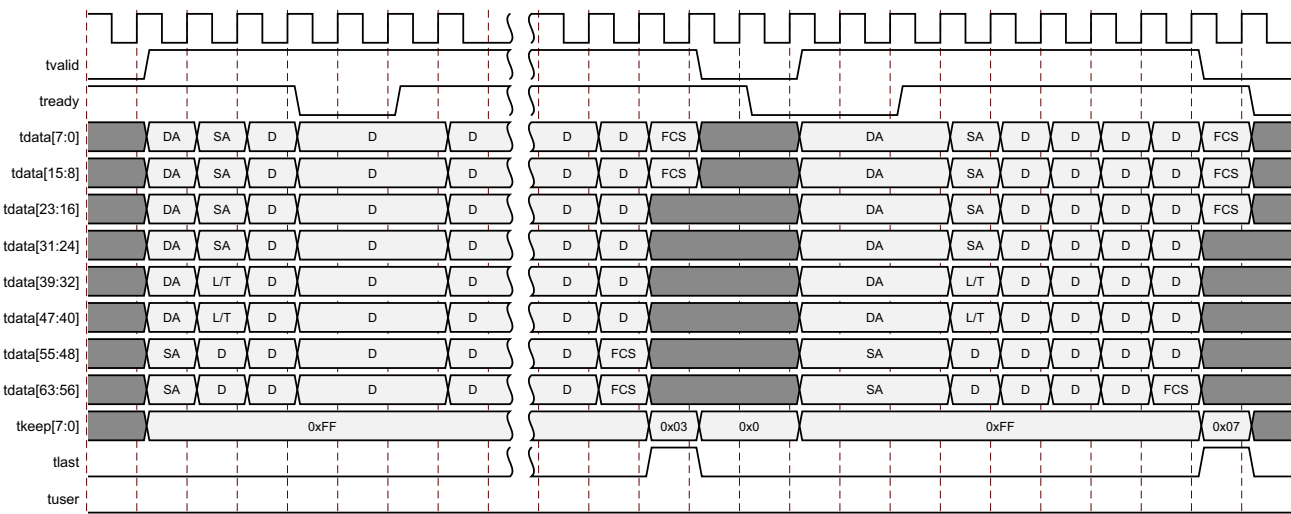 tvalid
tready
tdata[7:0] DA SA D D D D D FCS DA SA D D D D FCS
tdata[15:8] DA SA D D D D D FCS DA SA D D D D FCS
tdata[23:16] DA SA D D D D D DA SA D D D D FCS
tdata[31:24] DA SA D D D D D DA SA D D D D
tdata[39:32] DA L/T D D D D D DA L/T D D D D
tdata[47:40] DA L/T D D D D D DA L/T D D D D
tdata[55:48] SA D D D D D FCS SA D D D D D
tdata[63:56] SA D D D D D FCS SA D D D D FCS
tkeep[7:0] 0xFF 0x03 0x0 0xFF 0x07
tlast
tuser